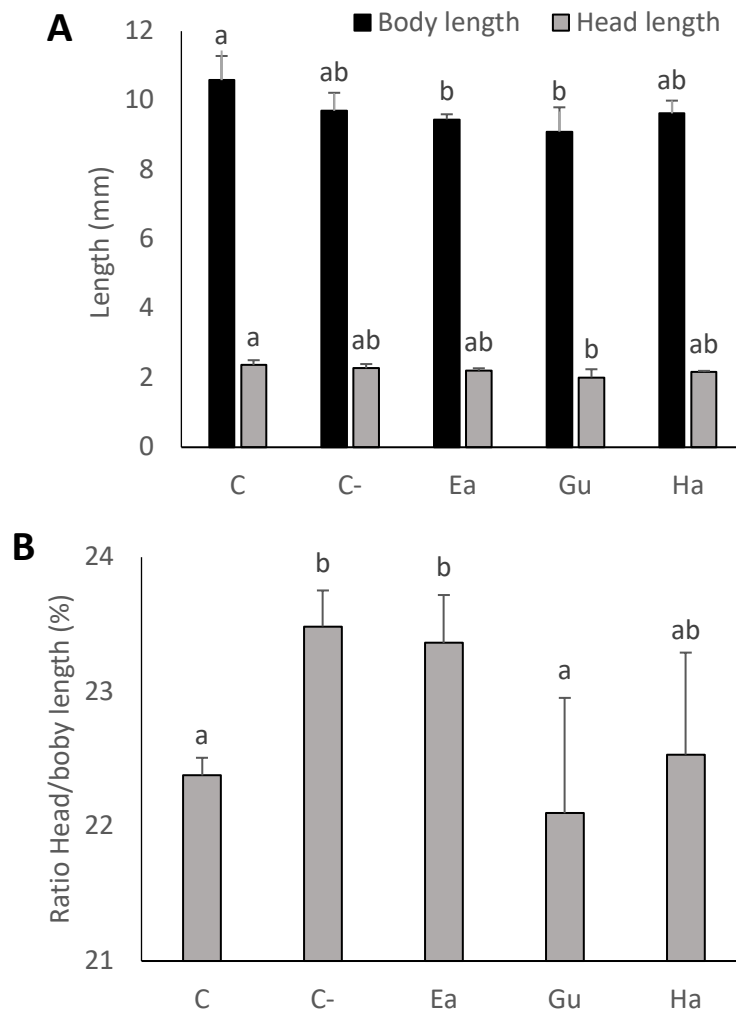 A
Body length Head length
Length (mm)
12
10
8
6
4
2
0
a ab b b ab
a ab ab b ab
C C- Ea Gu Ha
B
Ratio Head/boby length (%)
24
23
22
21
a b b a ab
C C- Ea Gu Ha